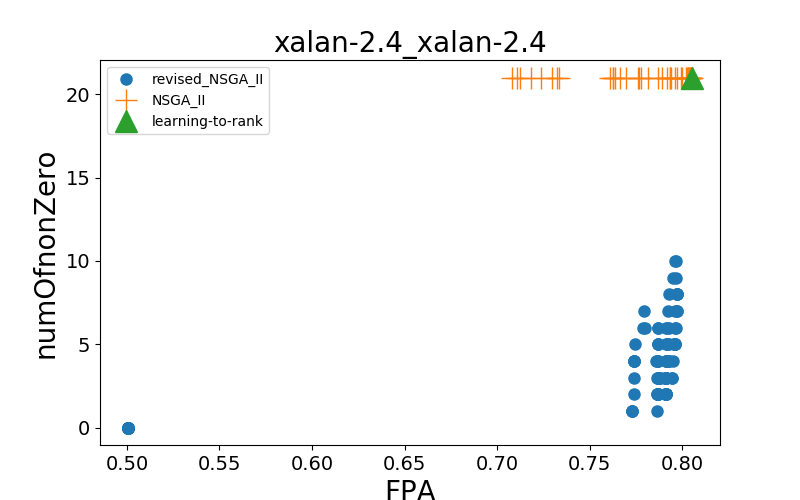 xalan-2.4_xalan-2.4
revised_NSGA_II
NSGA_II
learning-to-rank
numOfnonZero
20
15
10
5
0
0.50 0.55 0.60 0.65 0.70 0.75 0.80
FPA